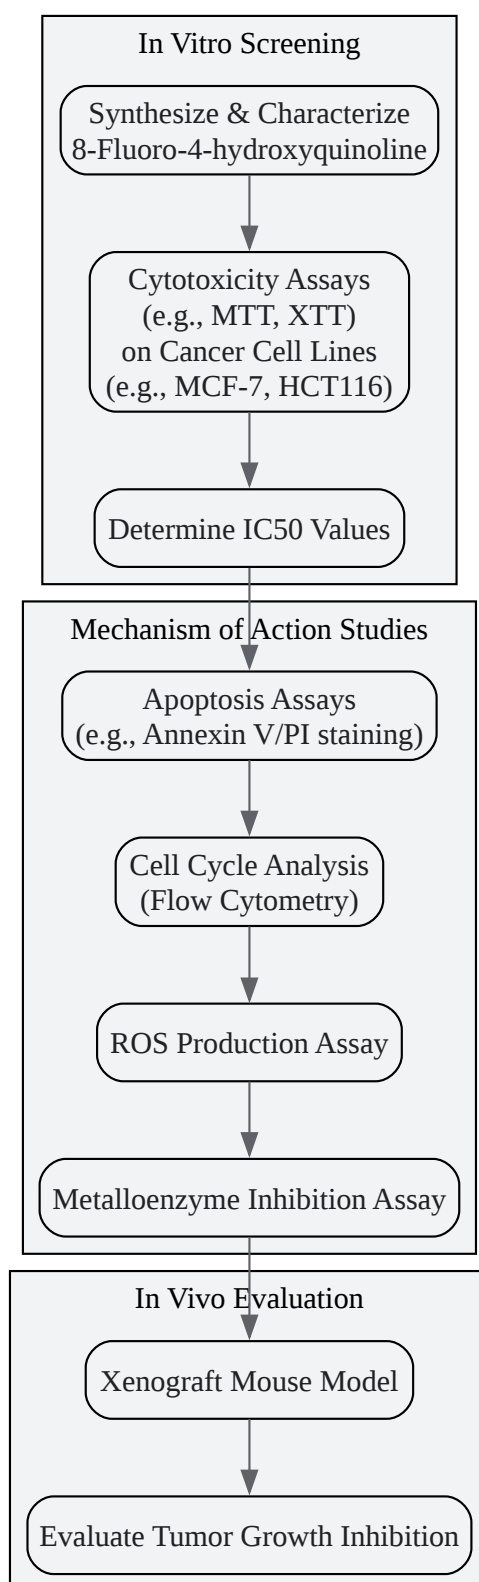 In Vitro Screening
Synthesize & Characterize
8-Fluoro-4-hydroxyquinoline
Cytotoxicity Assays
(e.g., MTT, XTT)
on Cancer Cell Lines
(e.g., MCF-7, HCT116)
Determine IC50 Values
Mechanism of Action Studies
Apoptosis Assays
(e.g., Annexin V/PI staining)
Cell Cycle Analysis
(Flow Cytometry)
ROS Production Assay
Metalloenzyme Inhibition Assay
In Vivo Evaluation
Xenograft Mouse Model
Evaluate Tumor Growth Inhibition